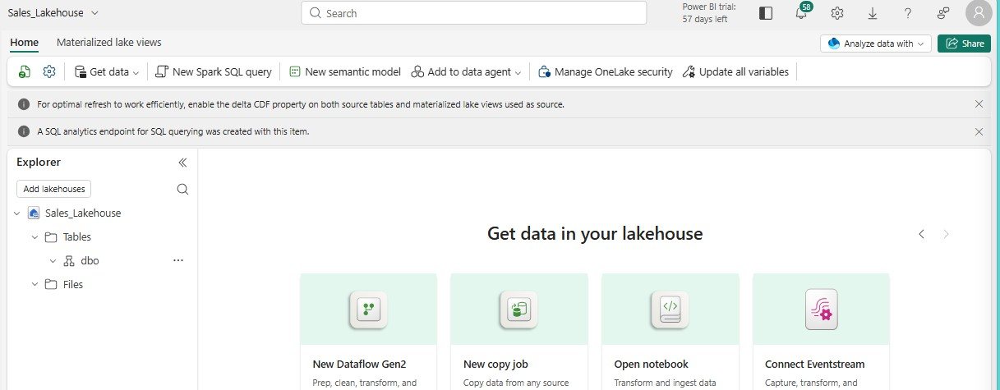 Sales_Lakehouse
Search
Power BI trial:
57 days left
58
?
Home
Materialized lake views
Analyze data with
Share
Get data
New Spark SQL query
New semantic model
Add to data agent
Manage OneLake security
Update all variables
For optimal refresh to work efficiently, enable the delta CDF property on both source tables and materialized lake views used as source.
A SQL analytics endpoint for SQL querying was created with this item.
Explorer
Add lakehouses
Sales_Lakehouse
Tables
dbo
...
Files
Get data in your lakehouse
New Dataflow Gen2
Prep, clean, transform, and
New copy job
Copy data from any source
Open notebook
Transform and ingest data
Connect Eventstream
Capture, transform, and